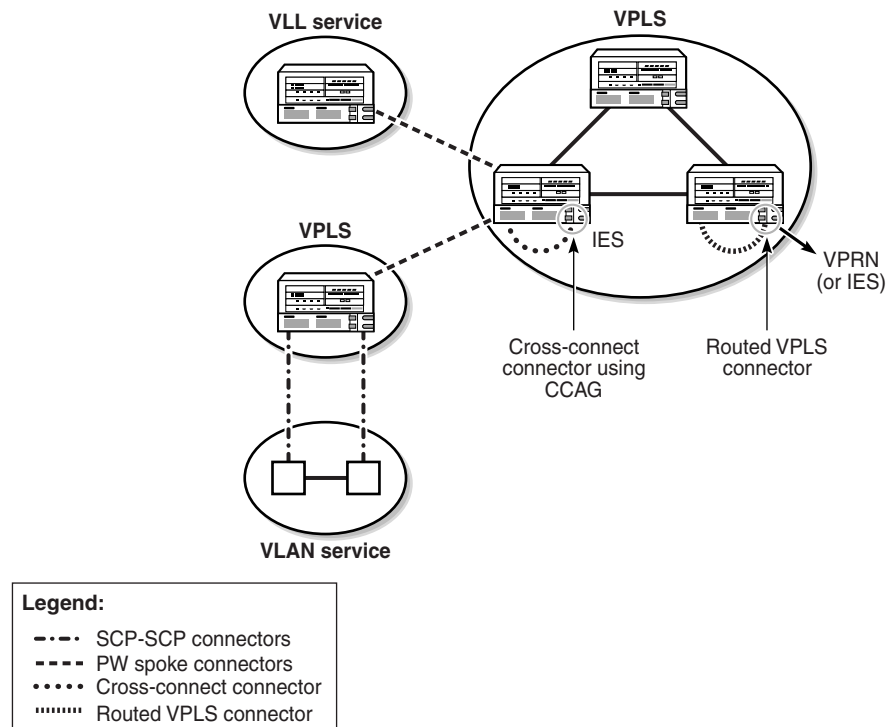 VLL service
VPLS
IES
VPRN
(or IES)
VPLS
Cross-connect
connector using
CCAG
Routed VPLS
connector
VLAN service
Legend:
SCP-SCP connectors
PW spoke connectors
Cross-connect connector
Routed VPLS connector